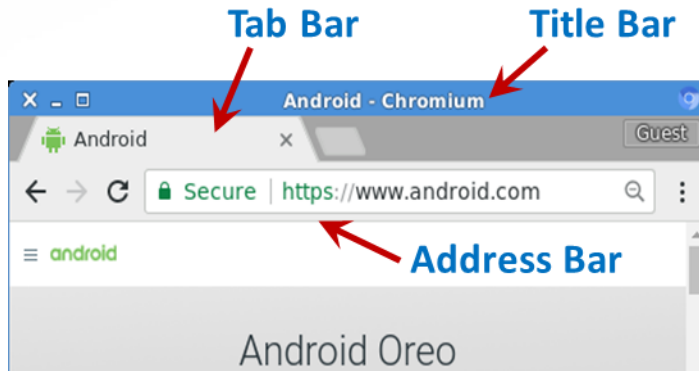 Tab Bar Title Bar
Android - Chromium
Android
Guest
Secure | https://www.android.com
android
Address Bar
Android Oreo